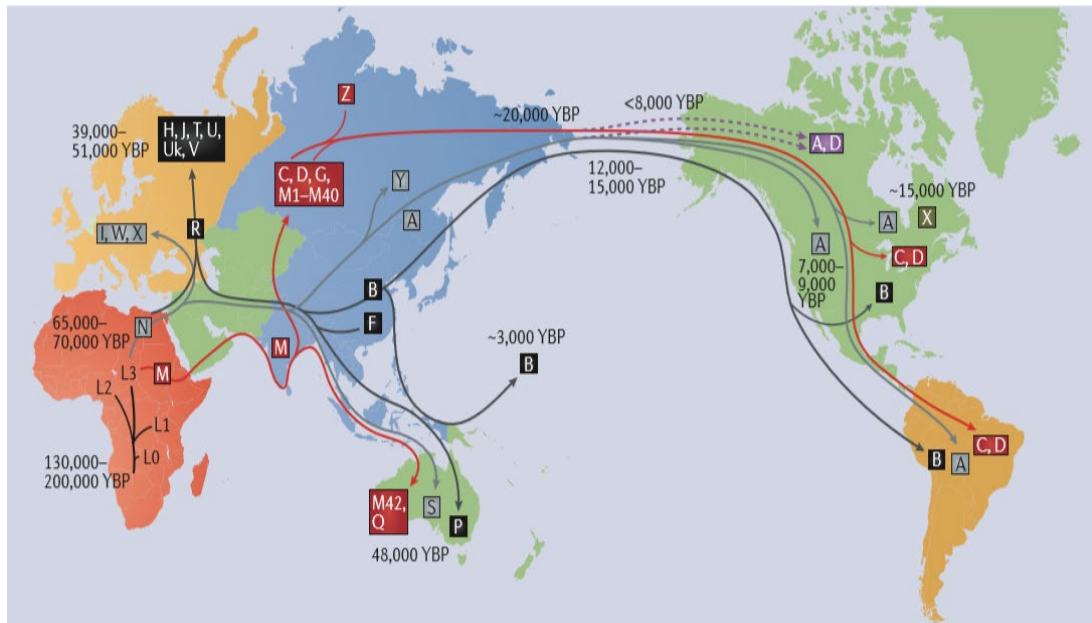 Z
~20,000 YBP
<8,000 YBP
39,000–
51,000 YBP
H, J, T, U,
Uk, V
A, D
C, D, G,
M1–M40
Y
12,000–
15,000 YBP
~15,000 YBP
A
A
X
I, W, X
R
A
7,000–
9,000
YBP
C, D
B
B
65,000–
70,000 YBP
N
F
~3,000 YBP
B
M
M
L3
L2
L1
L0
130,000–
200,000 YBP
C, D
B
A
M42,
Q
S
P
48,000 YBP